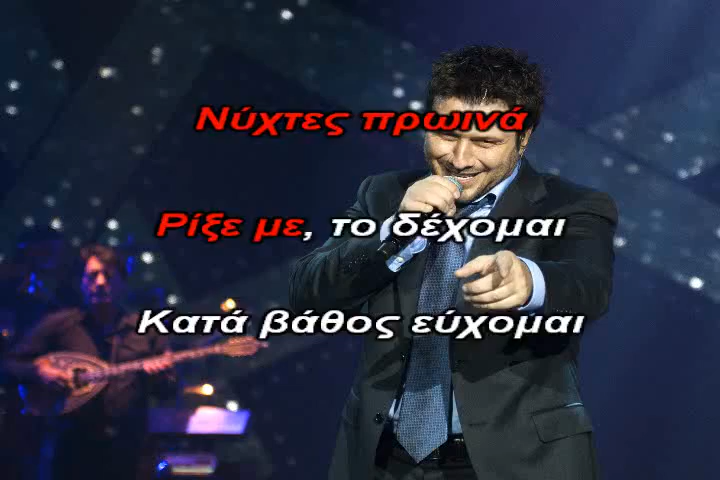 Νύχτες πρωινά
Ρίξε με, το δέχομαι
Κατά βάθος εύχομαι